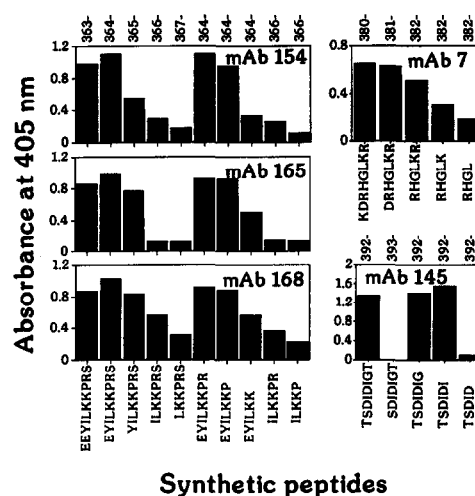 363- 364- 365- 366- 367- 364- 364- 364- 366- 366-
380- 381- 382- 382- 382-
Absorbance at 405 nm
1.2
0.8
0.4
0
mAb 154
1.2
0.8
0.4
0
mAb 165
1.2
0.8
0.4
0
mAb 168
EEYILKKPRS
EYILKKPRS
YILKKPRS
ILKKPRS
LKKPRS
EYILKKPR
EYILKKP
EYILKK
ILKKPR
ILKKP
0.8
0.4
0
mAb 7
KDRHGLKR
DRHGLKR
RHGLKR
RHGLK
RHGL
392- 393- 392- 392- 392-
2
1.6
1.2
0.8
0.4
0
mAb 145
TSDIDIGT
SDIDIGT
TSDIDIG
TSDIDI
TSDID
Synthetic peptides